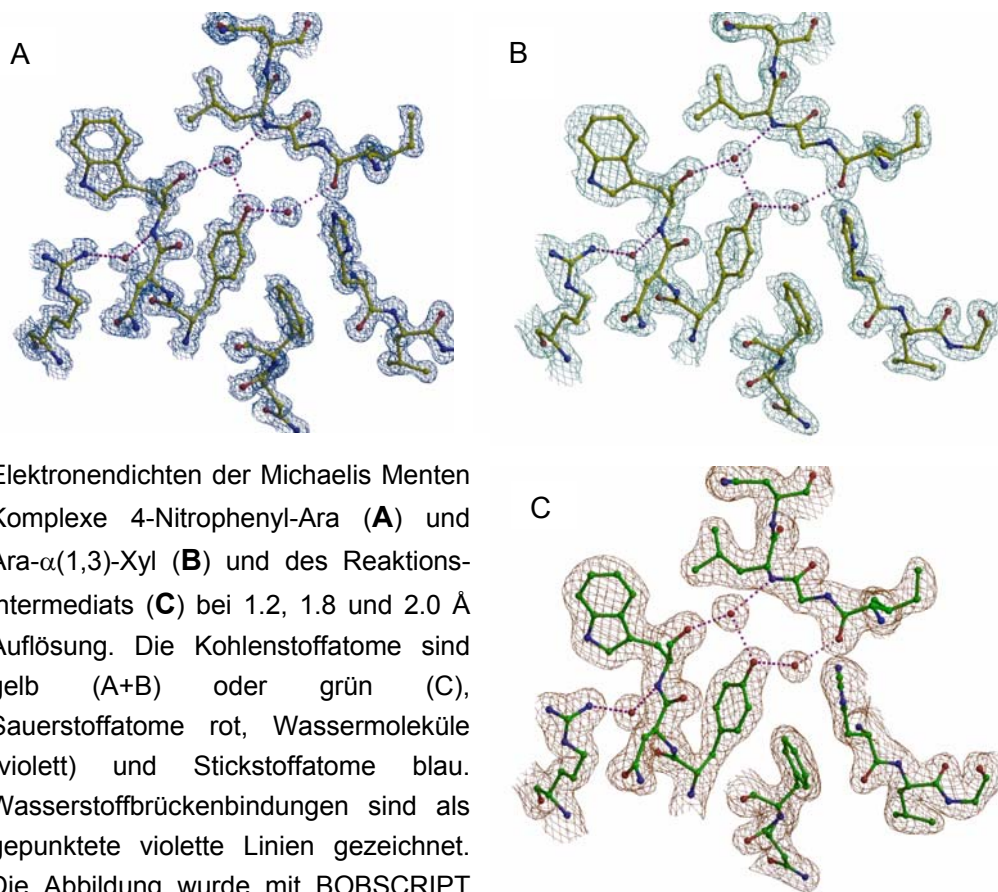 A
B
Elektronendichten der Michaelis Menten
Komplexe 4-Nitrophenyl-Ara (A) und
Ara-α(1,3)-Xyl (B) und des Reaktions-
intermediats (C) bei 1.2, 1.8 und 2.0 Å
Auflösung. Die Kohlenstoffatome sind
gelb (A+B) oder grün (C),
Sauerstoffatome rot, Wassermoleküle
(violett) und Stickstoffatome blau.
Wasserstoffbrückenbindungen sind als
gepunktete violette Linien gezeichnet.
Die Abbildung wurde mit BOBSCRIPT
C